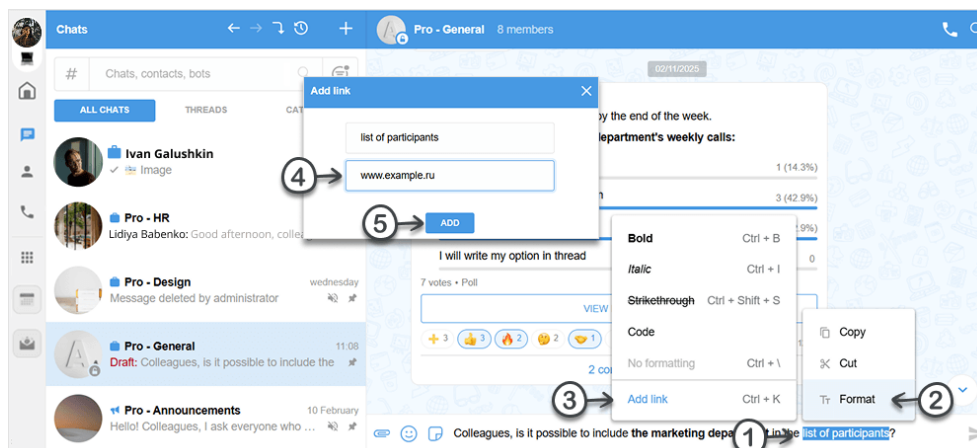 Chats
Pro - General 8 members
Chats, contacts, bots
ALL CHATS THREADS
02/11/2025
Add link
list of participants
www.example.ru
ADD
by the end of the week.
department's weekly calls:
1 (14.3%)
3 (42.9%)
I will write my option in thread 0
7 votes • Poll
VIEW
3 3 2 2 1
Ivan Galushkin
Image
Pro - HR
Lidiya Babenko: Good afternoon,
Pro - Design wednesday
Message deleted by administrator
Pro - General 11:08
Draft: Colleagues, is it possible to include the
Pro - Announcements 10 February
Hello! Colleagues, I ask everyone who ...
Bold Ctrl + B
Italic Ctrl + I
Strikethrough Ctrl + Shift + S
Code
No formatting Ctrl + \
Add link Ctrl + K
Copy
Cut
Tт Format
Colleagues, is it possible to include the marketing department in the list of participants?
1
2
3
4
5